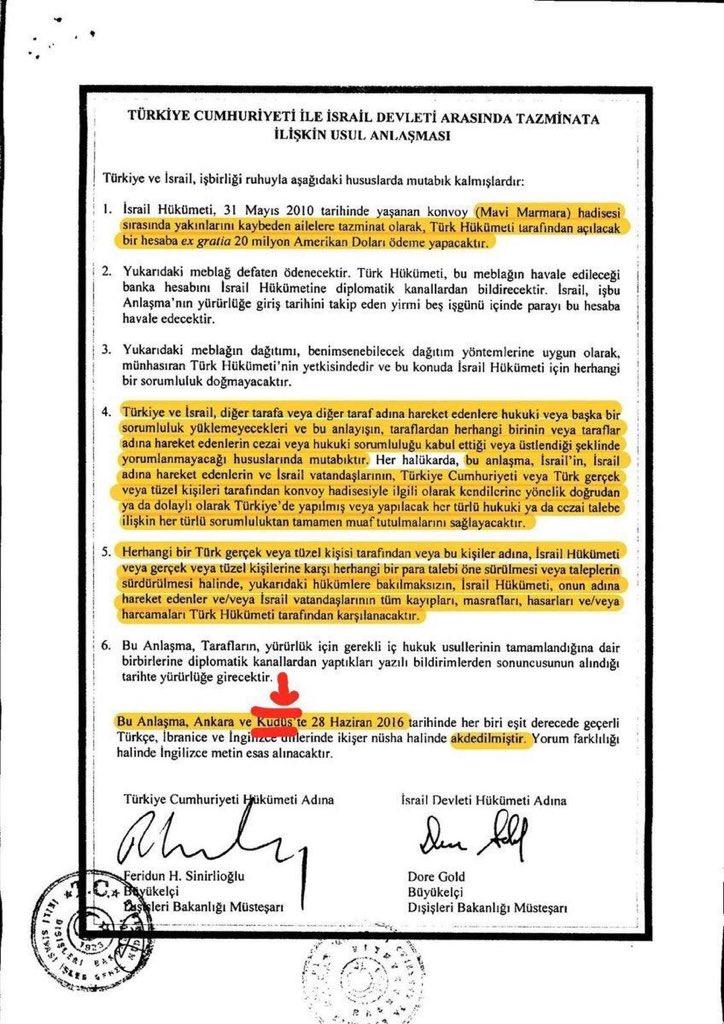 TÜRKİYE CUMHURİYETİ İLE İSRAİL DEVLETİ ARASINDA TAZMİNATA
İLİŞKİN USUL ANLAŞMASI
Türkiye ve İsrail, işbirliği ruhuyla aşağıdaki hususlarda mutabık kalmışlardır:
1. İsrail Hükümeti, 31 Mayıs 2010 tarihinde yaşanan konvoy (Mavi Marmara) hadisesi
sırasında yakınlarını kaybeden ailelere tazminat olarak, Türk Hükümeti tarafından açılacak
bir hesaba ex gratia 20 milyon Amerikan Doları ödeme yapacaktır.
2. Yukarıdaki meblağ defaten ödenecektir. Türk Hükümeti, bu meblağın havale edileceği
banka hesabını İsrail Hükümetine diplomatik kanallardan bildirecektir. İsrail, işbu
Anlaşma'nın yürürlüğe giriş tarihini takip eden yirmi beş işgünü içinde parayı bu hesaba
havale edecektir.
3. Yukarıdaki meblağın dağıtımı, benimsenebilecek dağıtım yöntemlerine uygun olarak,
münhasıran Türk Hükümeti'nin yetkisindedir ve bu konuda İsrail Hükümeti için herhangi
bir sorumluluk doğmayacaktır.
4. Türkiye ve İsrail, diğer tarafa veya diğer taraf adına hareket edenlere hukuki veya başka bir
sorumluluk yüklemeyecekleri ve bu anlayışın, taraflardan herhangi birinin veya taraflar
adına hareket edenlerin cezai veya hukuki sorumluluğu kabul ettiği veya üstlendiği şeklinde
yorumlanmayacağı hususlarında mutabıktır. Her halükarda, bu anlaşma, İsrail'in, İsrail
adına hareket edenlerin ve İsrail vatandaşlarının, Türkiye Cumhuriyeti veya Türk gerçek
veya tüzel kişileri tarafından konvoy hadisesiyle ilgili olarak kendilerine yönelik doğrudan
ya da dolaylı olarak Türkiye'de yapılmış veya yapılacak her türlü hukuki ya da cezai talebe
ilişkin her türlü sorumluluktan tamamen muaf tutulmalarını sağlayacaktır.
5. Herhangi bir Türk gerçek veya tüzel kişisi tarafından veya bu kişiler adına, İsrail Hükümeti
veya gerçek veya tüzel kişilerine karşı herhangi bir para talebi öne sürülmesi veya taleplerin
sürdürülmesi halinde, yukarıdaki hükümlere bakılmaksızın, İsrail Hükümeti, onun adına
hareket edenler ve/veya İsrail vatandaşlarının tüm kayıpları, masrafları, hasarları ve/veya
harcamaları Türk Hükümeti tarafından karşılanacaktır.
6. Bu Anlaşma, Tarafların, yürürlük için gerekli iç hukuk usullerinin tamamlandığına dair
birbirlerine diplomatik kanallardan yaptıkları yazılı bildirimlerden sonuncusunun alındığı
tarihte yürürlüğe girecektir.
Bu Anlaşma, Ankara ve Kudüs'te 28 Haziran 2016 tarihinde her biri eşit derecede geçerli
Türkçe, İbranice ve İngilizce dillerinde ikişer nüsha halinde akdedilmiştir. Yorum farklılığı
halinde İngilizce metin esas alınacaktır.
Türkiye Cumhuriyeti Hükümeti Adına
İsrail Devleti Hükümeti Adına
Feridun H. Sinirlioğlu
Büyükelçi
Dışişleri Bakanlığı Müsteşarı
Dore Gold
Büyükelçi
Dışişleri Bakanlığı Müsteşarı
T.C.
1923